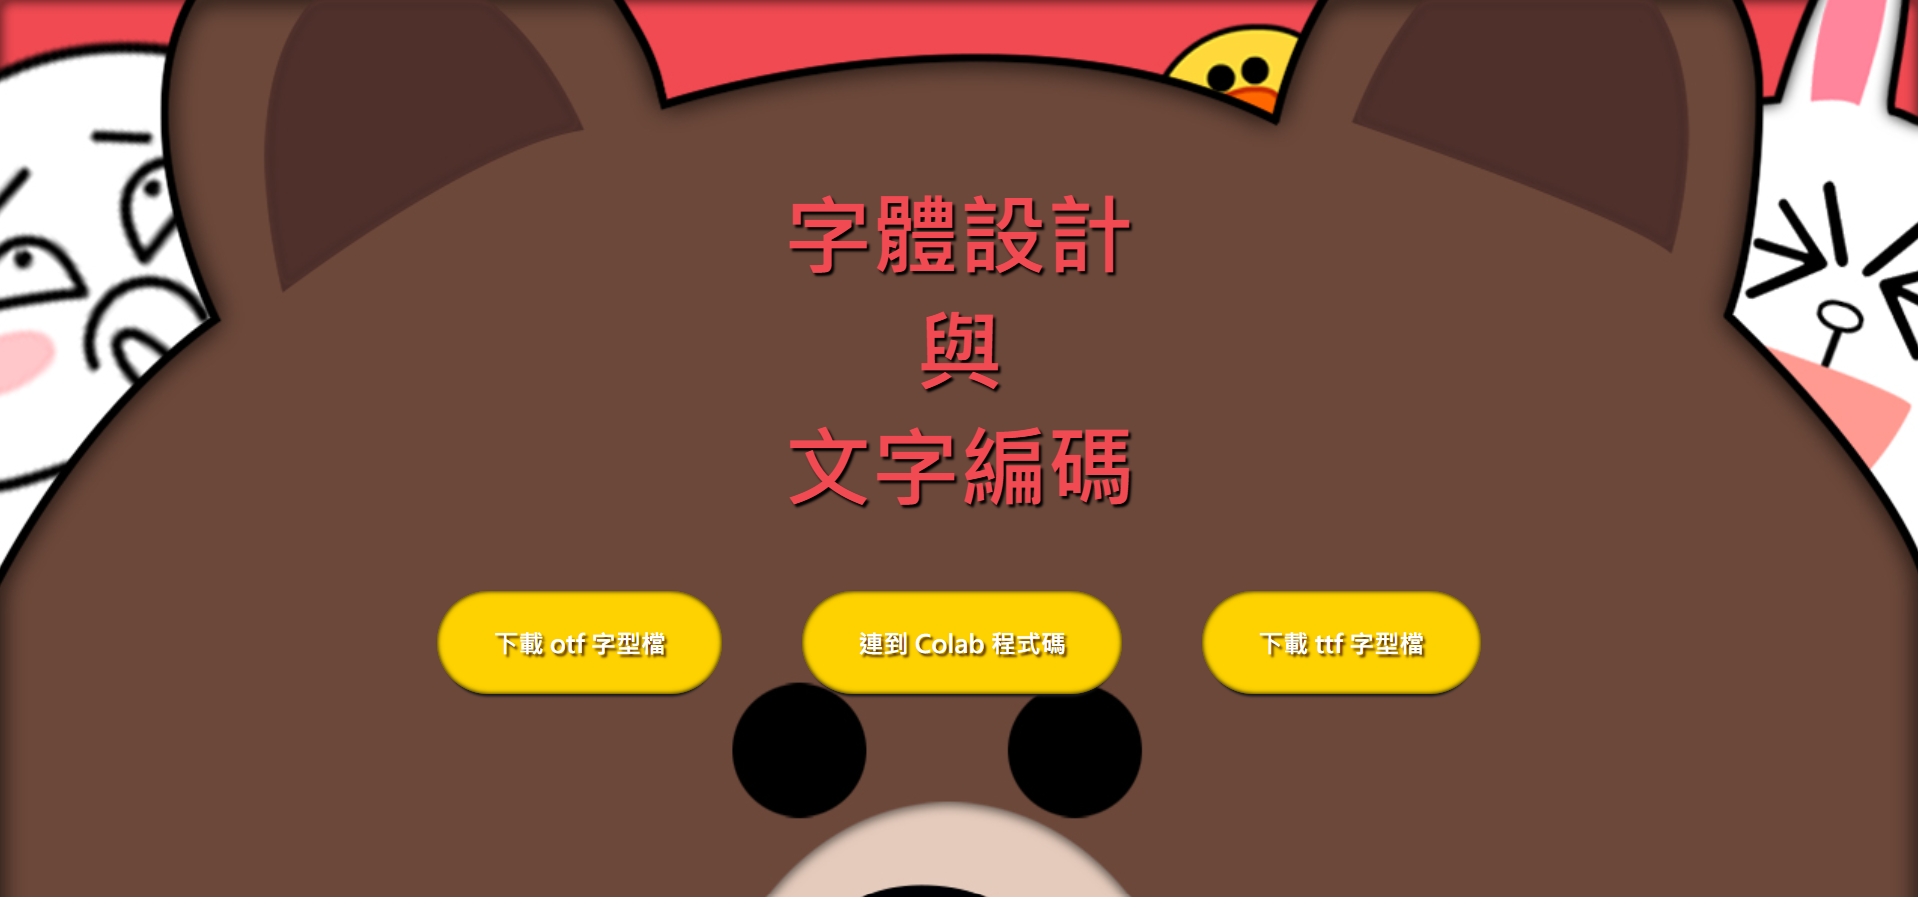 字體設計
與
文字編碼
下載 otf 字型檔
連到 Colab 程式碼
下載 ttf 字型檔